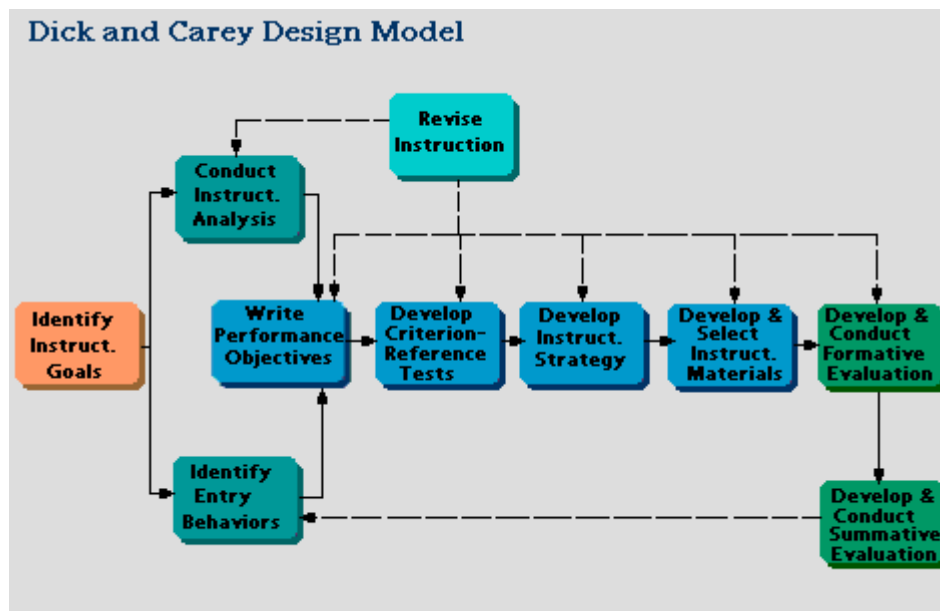 Dick and Carey Design Model
Revise
Instruction
Conduct
Instruct.
Analysis
Identify
Instruct.
Goals
Write
Performance
Objectives
Develop
Criterion-
Reference
Tests
Develop
Instruct.
Strategy
Develop &
Select
Instruct.
Materials
Develop &
Conduct
Formative
Evaluation
Identify
Entry
Behaviors
Develop &
Conduct
Summative
Evaluation